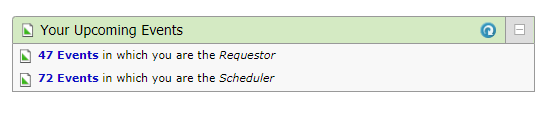 Your Upcoming Events
47 Events in which you are the Requestor
72 Events in which you are the Scheduler